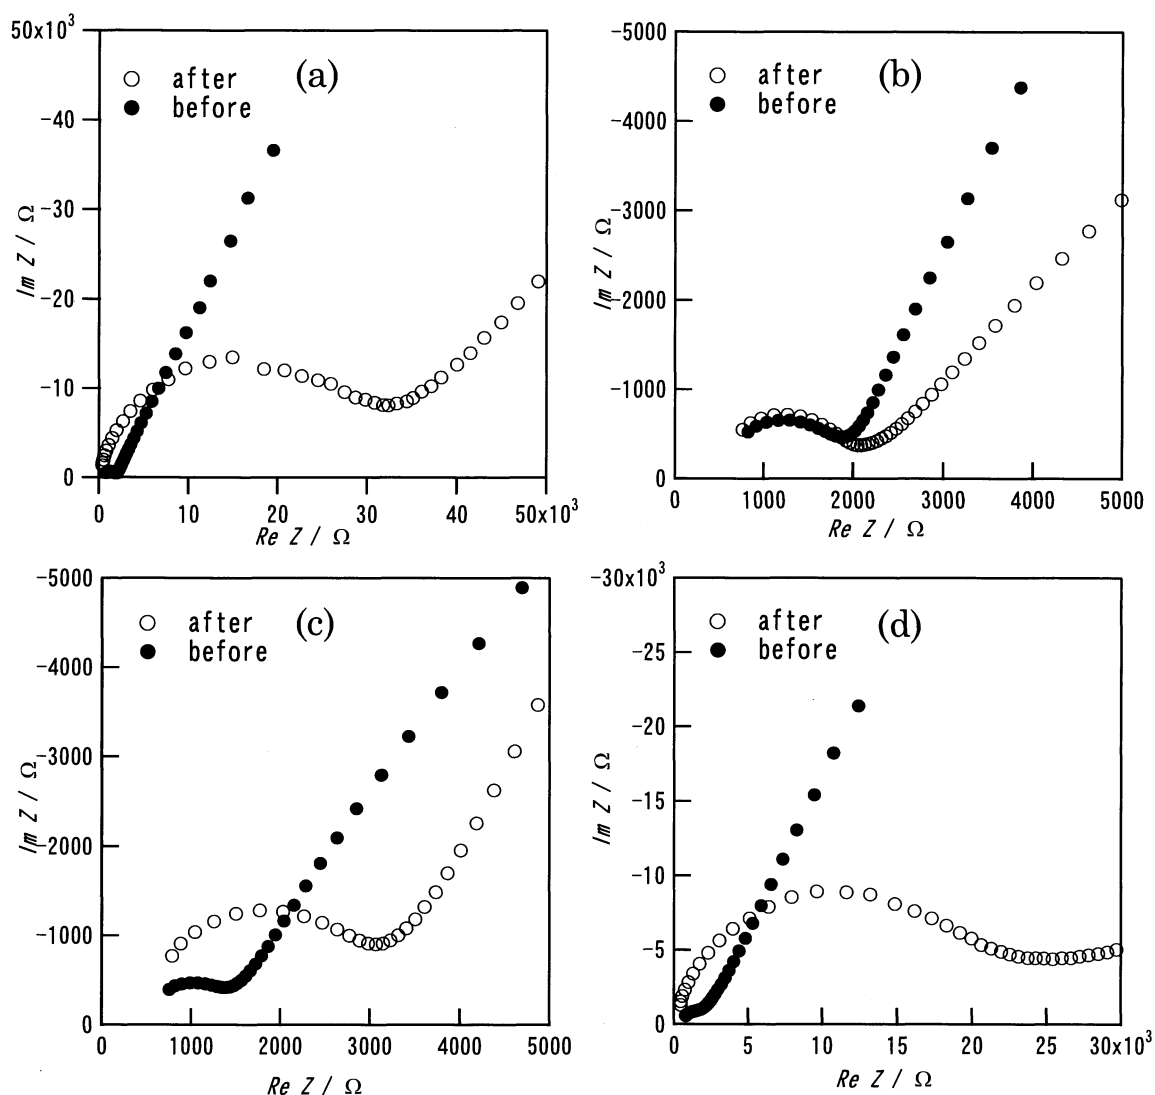 50x10³
(a)
after
before
-40
-30
-20
-10
0
Im Z / Ω
0 10 20 30 40 50x10³
Re Z / Ω
-5000
(b)
after
before
-4000
-3000
-2000
-1000
0
Im Z / Ω
0 1000 2000 3000 4000 5000
Re Z / Ω
-5000
(c)
after
before
-4000
-3000
-2000
-1000
0
Im Z / Ω
0 1000 2000 3000 4000 5000
Re Z / Ω
-30x10³
(d)
after
before
-25
-20
-15
-10
-5
0
Im Z / Ω
0 5 10 15 20 25 30x10³
Re Z / Ω